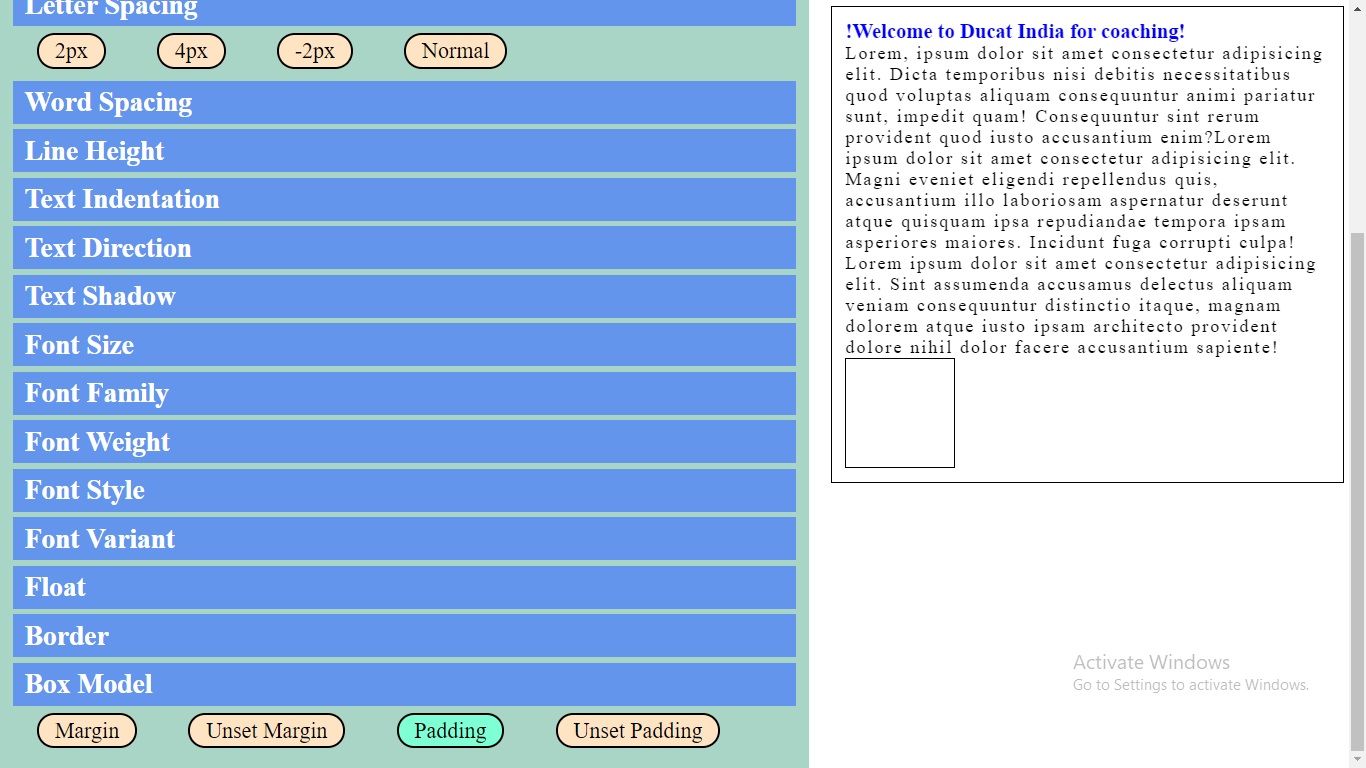 Letter Spacing
2px 4px -2px Normal
Word Spacing
Line Height
Text Indentation
Text Direction
Text Shadow
Font Size
Font Family
Font Weight
Font Style
Font Variant
Float
Border
Box Model
Margin Unset Margin Padding Unset Padding
!Welcome to Ducat India for coaching!
Lorem, ipsum dolor sit amet consectetur adipisicing
elit. Dicta temporibus nisi debitis necessitatibus
quod voluptas aliquam consequuntur animi pariatur
sunt, impedit quam! Consequuntur sint rerum
provident quod iusto accusantium enim?Lorem
ipsum dolor sit amet consectetur adipisicing elit.
Magni eveniet eligendi repellendus quis,
accusantium illo laboriosam aspernatur deserunt
atque quisquam ipsa repudiandae tempora ipsam
asperiores maiores. Incidunt fuga corrupti culpa!
Lorem ipsum dolor sit amet consectetur adipisicing
elit. Sint assumenda accusamus delectus aliquam
veniam consequuntur distinctio itaque, magnam
dolorem atque iusto ipsam architecto provident
dolore nihil dolor facere accusantium sapiente!
Activate Windows
Go to Settings to activate Windows.